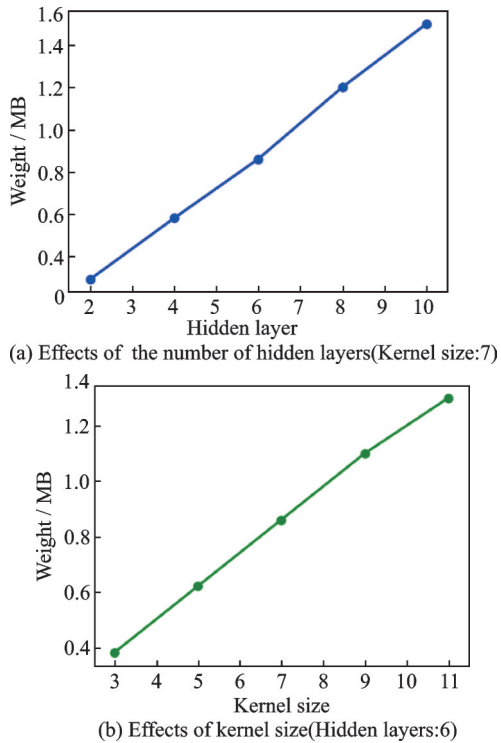 1.6
1.2
1.0
0.8
0.6
0.4
0
Weight / MB
2 3 4 5 6 7 8 9 10
Hidden layer
(a) Effects of the number of hidden layers(Kernel size:7)
1.4
1.2
1.0
0.8
0.6
0.4
Weight / MB
3 4 5 6 7 8 9 10 11
Kernel size
(b) Effects of kernel size(Hidden layers:6)